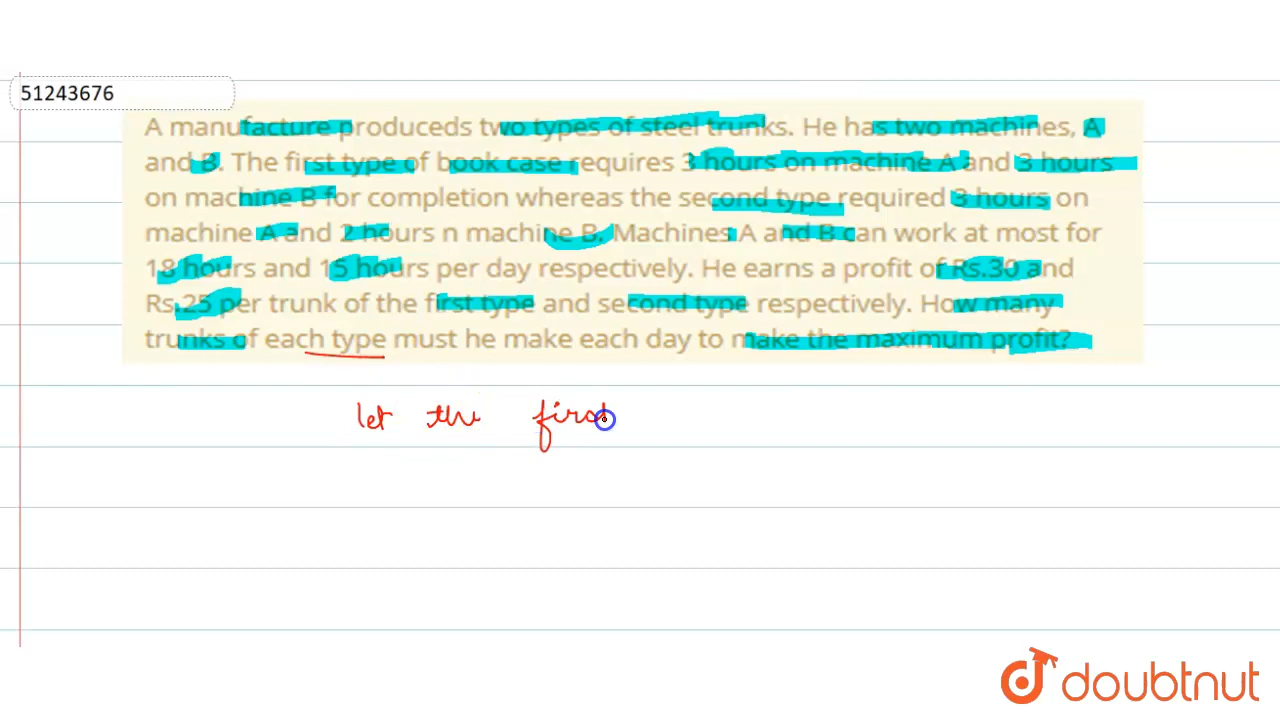 51243676
A manufacture produceds two types of steel trunks. He has two machines, A
and B. The first type of book case requires 3 hours on machine A and 3 hours
on machine B for completion whereas the second type required 3 hours on
machine A and 2 hours n machine B. Machines A and B can work at most for
18 hours and 15 hours per day respectively. He earns a profit of Rs.30 and
Rs.25 per trunk of the first type and second type respectively. How many
trunks of each type must he make each day to make the maximum profit?
let the first
doubtnut